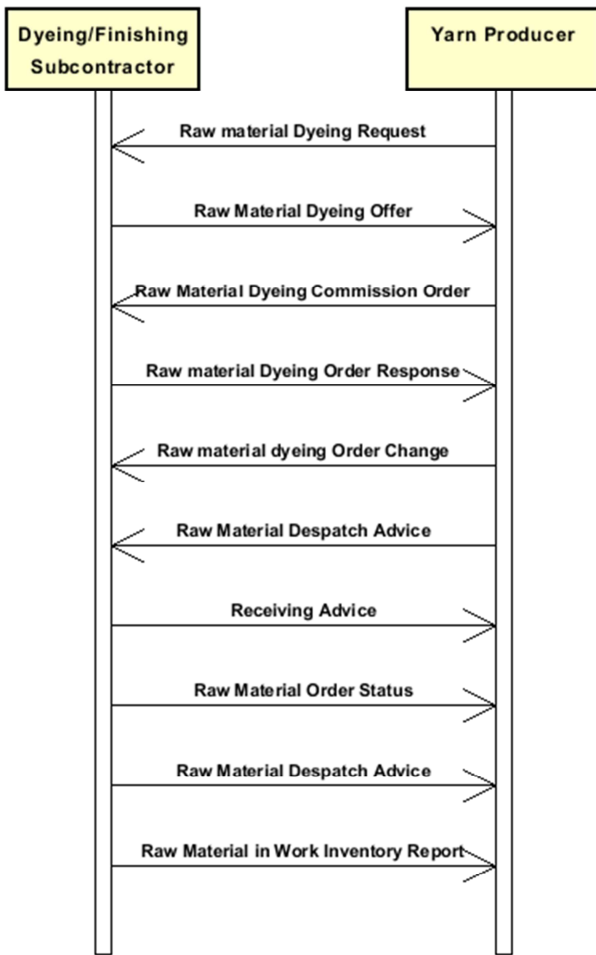 Dyeing/Finishing
Subcontractor
Yarn Producer
Raw material Dyeing Request
Raw Material Dyeing Offer
Raw Material Dyeing Commission Order
Raw material Dyeing Order Response
Raw material dyeing Order Change
Raw Material Despatch Advice
Receiving Advice
Raw Material Order Status
Raw Material Despatch Advice
Raw Material in Work Inventory Report